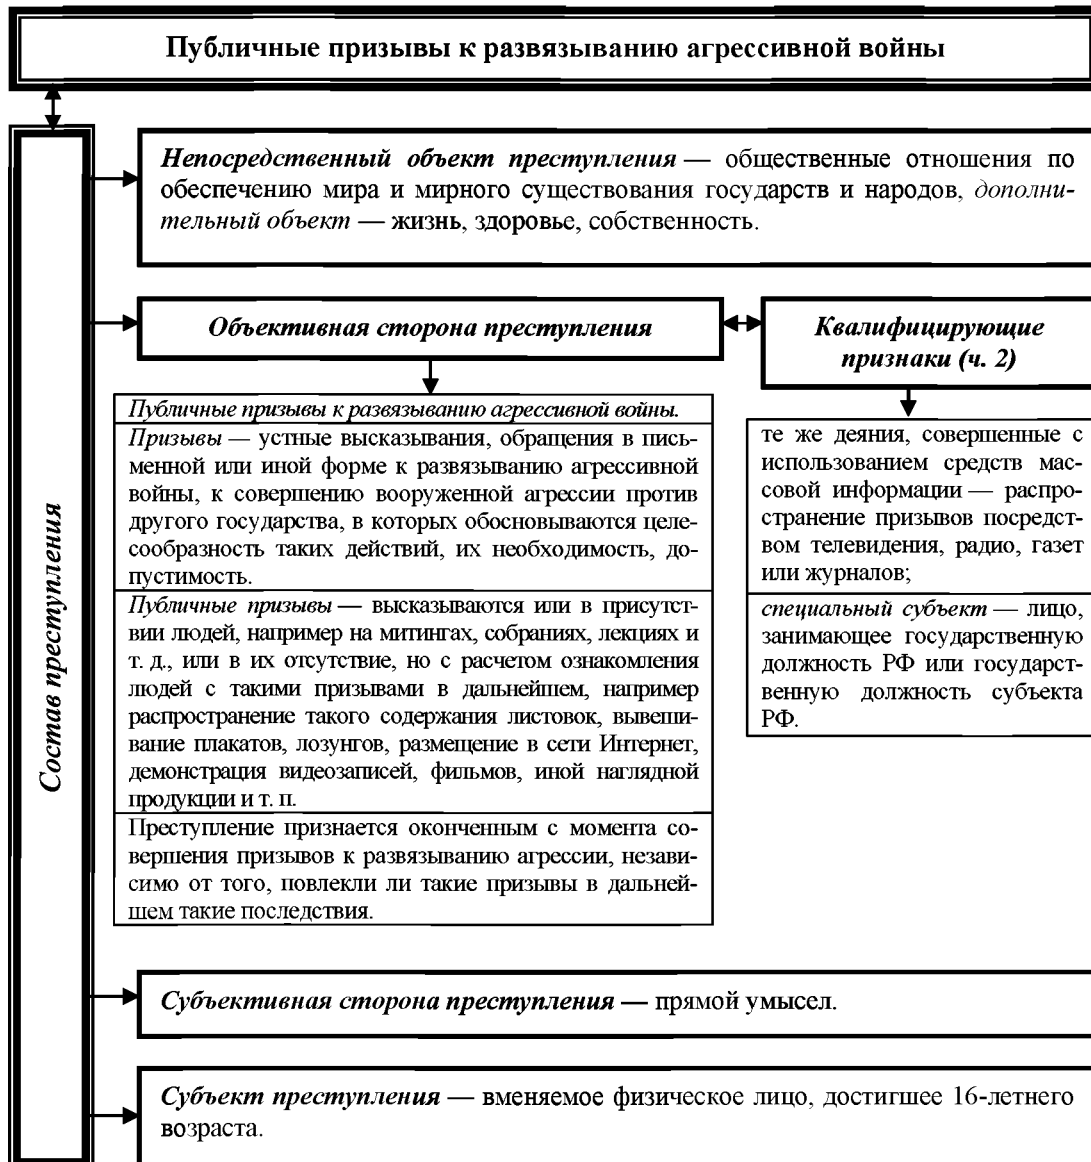 Публичные призывы к развязыванию агрессивной войны
Состав преступления
Непосредственный объект преступления — общественные отношения по
обеспечению мира и мирного существования государств и народов, дополни-
тельный объект — жизнь, здоровье, собственность.
Объективная сторона преступления
Публичные призывы к развязыванию агрессивной войны.
Призывы — устные высказывания, обращения в пись-
менной или иной форме к развязыванию агрессивной
войны, к совершению вооруженной агрессии против
другого государства, в которых обосновываются целе-
сообразность таких действий, их необходимость, до-
пустимость.
Публичные призывы — высказываются или в присутст-
вии людей, например на митингах, собраниях, лекциях и
т. д., или в их отсутствие, но с расчетом ознакомления
людей с такими призывами в дальнейшем, например
распространение такого содержания листовок, вывеши-
вание плакатов, лозунгов, размещение в сети Интернет,
демонстрация видеозаписей, фильмов, иной наглядной
продукции и т. п.
Преступление признается оконченным с момента со-
вершения призывов к развязыванию агрессии, незави-
симо от того, повлекли ли такие призывы в дальней-
шем такие последствия.
Квалифицирующие
признаки (ч. 2)
те же деяния, совершенные с
использованием средств мас-
совой информации — распро-
странение призывов посредст-
вом телевидения, радио, газет
или журналов;
специальный субъект — лицо,
занимающее государственную
должность РФ или государст-
венную должность субъекта
РФ.
Субъективная сторона преступления — прямой умысел.
Субъект преступления — вменяемое физическое лицо, достигшее 16-летнего
возраста.